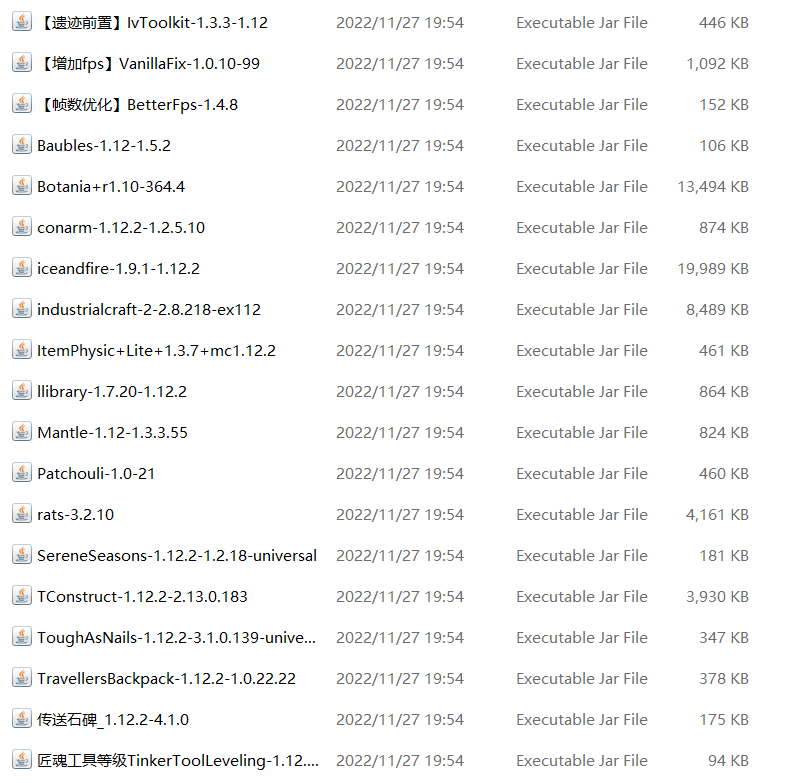 【遗迹前置】IvToolkit-1.3.3-1.12 2022/11/27 19:54 Executable Jar File 446 KB
【增加fps】VanillaFix-1.0.10-99 2022/11/27 19:54 Executable Jar File 1,092 KB
【帧数优化】BetterFps-1.4.8 2022/11/27 19:54 Executable Jar File 152 KB
Baubles-1.12-1.5.2 2022/11/27 19:54 Executable Jar File 106 KB
Botania+r1.10-364.4 2022/11/27 19:54 Executable Jar File 13,494 KB
conarm-1.12.2-1.2.5.10 2022/11/27 19:54 Executable Jar File 874 KB
iceandfire-1.9.1-1.12.2 2022/11/27 19:54 Executable Jar File 19,989 KB
industrialcraft-2-2.8.218-ex112 2022/11/27 19:54 Executable Jar File 8,489 KB
ItemPhysic+Lite+1.3.7+mc1.12.2 2022/11/27 19:54 Executable Jar File 461 KB
llibrary-1.7.20-1.12.2 2022/11/27 19:54 Executable Jar File 864 KB
Mantle-1.12-1.3.3.55 2022/11/27 19:54 Executable Jar File 824 KB
Patchouli-1.0-21 2022/11/27 19:54 Executable Jar File 460 KB
rats-3.2.10 2022/11/27 19:54 Executable Jar File 4,161 KB
SereneSeasons-1.12.2-1.2.18-universal 2022/11/27 19:54 Executable Jar File 181 KB
TConstruct-1.12.2-2.13.0.183 2022/11/27 19:54 Executable Jar File 3,930 KB
ToughAsNails-1.12.2-3.1.0.139-unive... 2022/11/27 19:54 Executable Jar File 347 KB
TravellersBackpack-1.12.2-1.0.22.22 2022/11/27 19:54 Executable Jar File 378 KB
传送石碑_1.12.2-4.1.0 2022/11/27 19:54 Executable Jar File 175 KB
匠魂工具等级TinkerToolLeveling-1.12.... 2022/11/27 19:54 Executable Jar File 94 KB